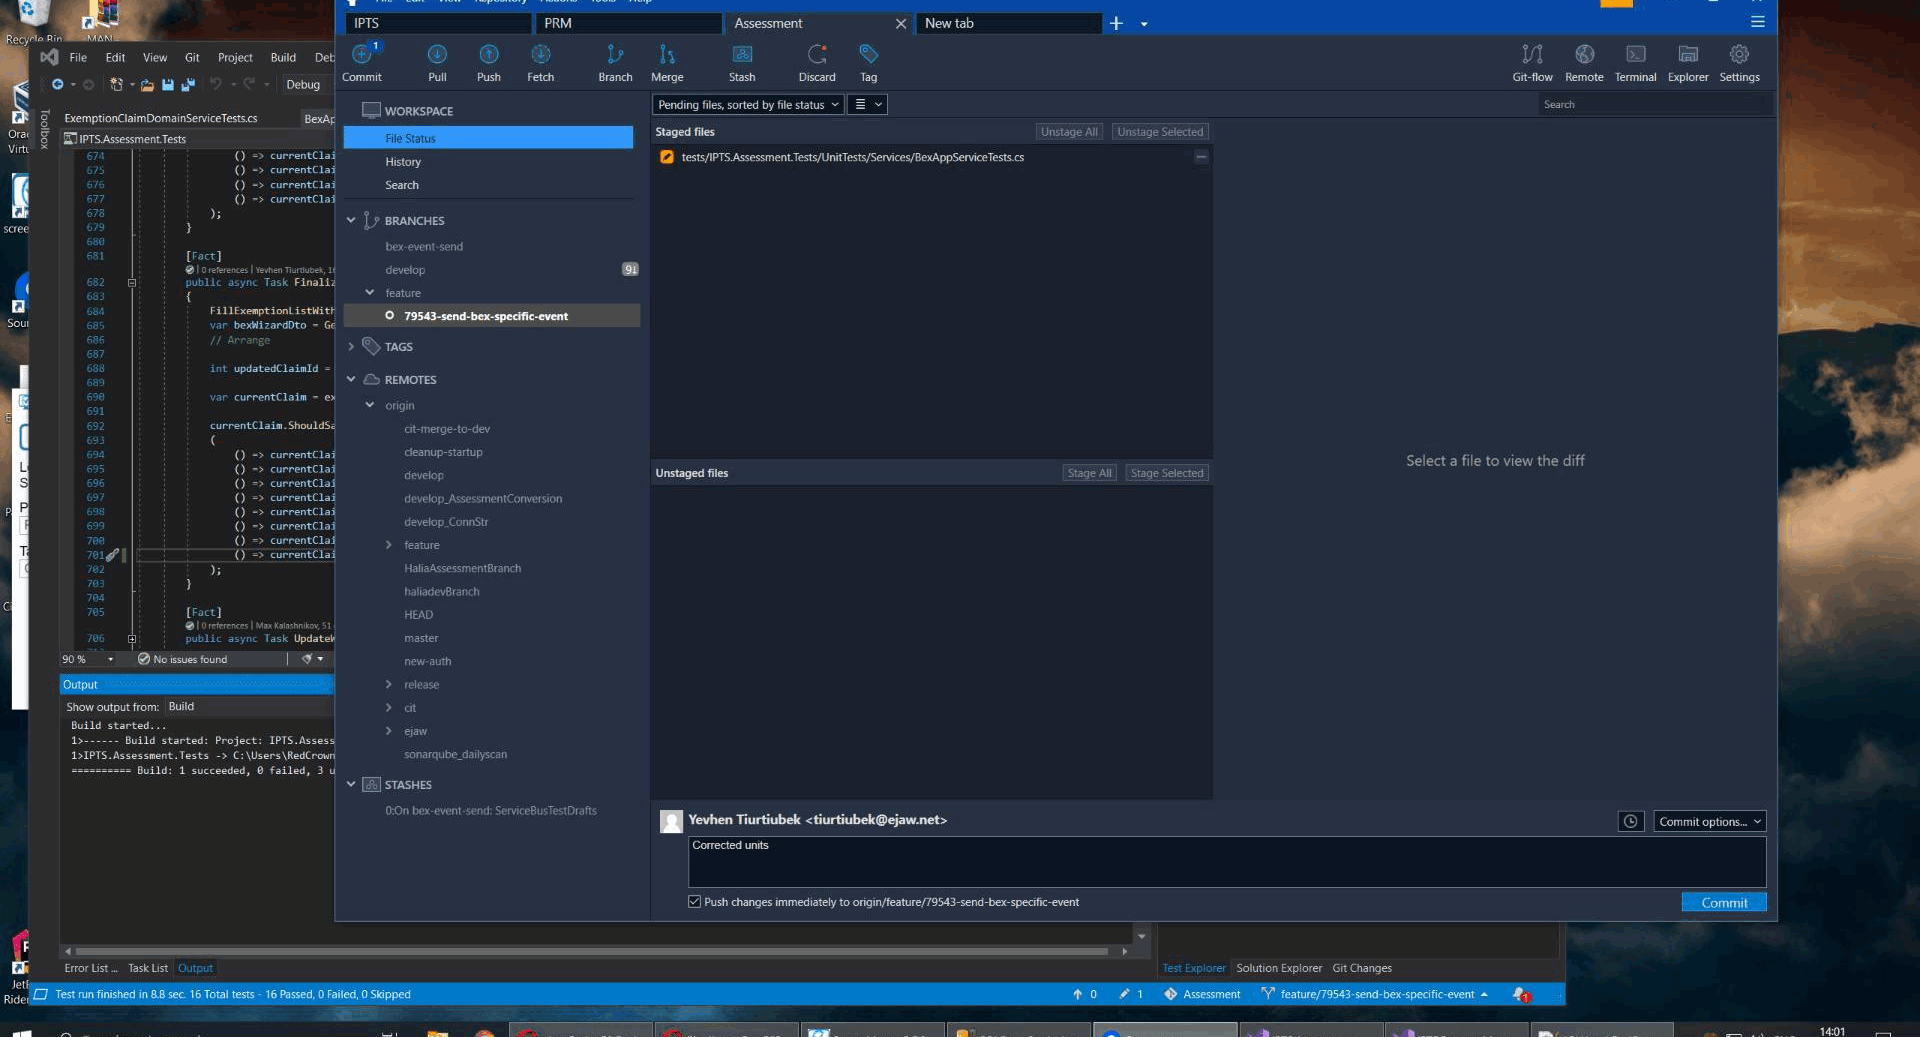 Recycle Bin
MAN
IPTS
PRM
Assessment
New tab
1
Commit
Pull
Push
Fetch
Branch
Merge
Stash
Discard
Tag
Git-flow
Remote
Terminal
Explorer
Settings
File
Edit
View
Git
Project
Build
Deb
Debug
Toolbox
ExemptionClaimDomainServiceTests.cs
BexAp
IPTS.Assessment.Tests
674 () => currentClai
675 () => currentClai
676 () => currentClai
677 () => currentClai
678 );
679 }
680
681 [Fact]
0 references | Yevhen Tiurtiubek, 1
682 public async Task Finaliz
683 {
684 FillExemptionListWith
685 var bexWizardDto = Ge
686 // Arrange
687
688 int updatedClaimId =
689
690 var currentClaim = ex
691
692 currentClaim.ShouldSa
693 (
694 () => currentClai
695 () => currentClai
696 () => currentClai
697 () => currentClai
698 () => currentClai
699 () => currentClai
700 () => currentClai
701 () => currentClai
702 );
703 }
704
705 [Fact]
0 references | Max Kalashnikov, 51
706 public async Task UpdateW
90 %
No issues found
Output
Show output from: Build
Build started...
1>------ Build started: Project: IPTS.Assess
1>IPTS.Assessment.Tests -> C:\Users\RedCrown
========== Build: 1 succeeded, 0 failed, 3 u
WORKSPACE
File Status
History
Search
BRANCHES
bex-event-send
develop
9↓
feature
79543-send-bex-specific-event
TAGS
REMOTES
origin
cit-merge-to-dev
cleanup-startup
develop
develop_AssessmentConversion
develop_ConnStr
feature
HaliaAssessmentBranch
haliadevBranch
HEAD
master
new-auth
release
cit
ejaw
sonarqube_dailyscan
STASHES
0:On bex-event-send: ServiceBusTestDrafts
Pending files, sorted by file status
Search
Staged files
Unstage All
Unstage Selected
tests/IPTS.Assessment.Tests/UnitTests/Services/BexAppServiceTests.cs
Select a file to view the diff
Unstaged files
Stage All
Stage Selected
Yevhen Tiurtiubek <tiurtiubek@ejaw.net>
Commit options...
Corrected units
Push changes immediately to origin/feature/79543-send-bex-specific-event
Commit
Error List ...
Task List
Output
Test Explorer
Solution Explorer
Git Changes
Test run finished in 8.8 sec. 16 Total tests - 16 Passed, 0 Failed, 0 Skipped
0
1
Assessment
feature/79543-send-bex-specific-event
1
14:01